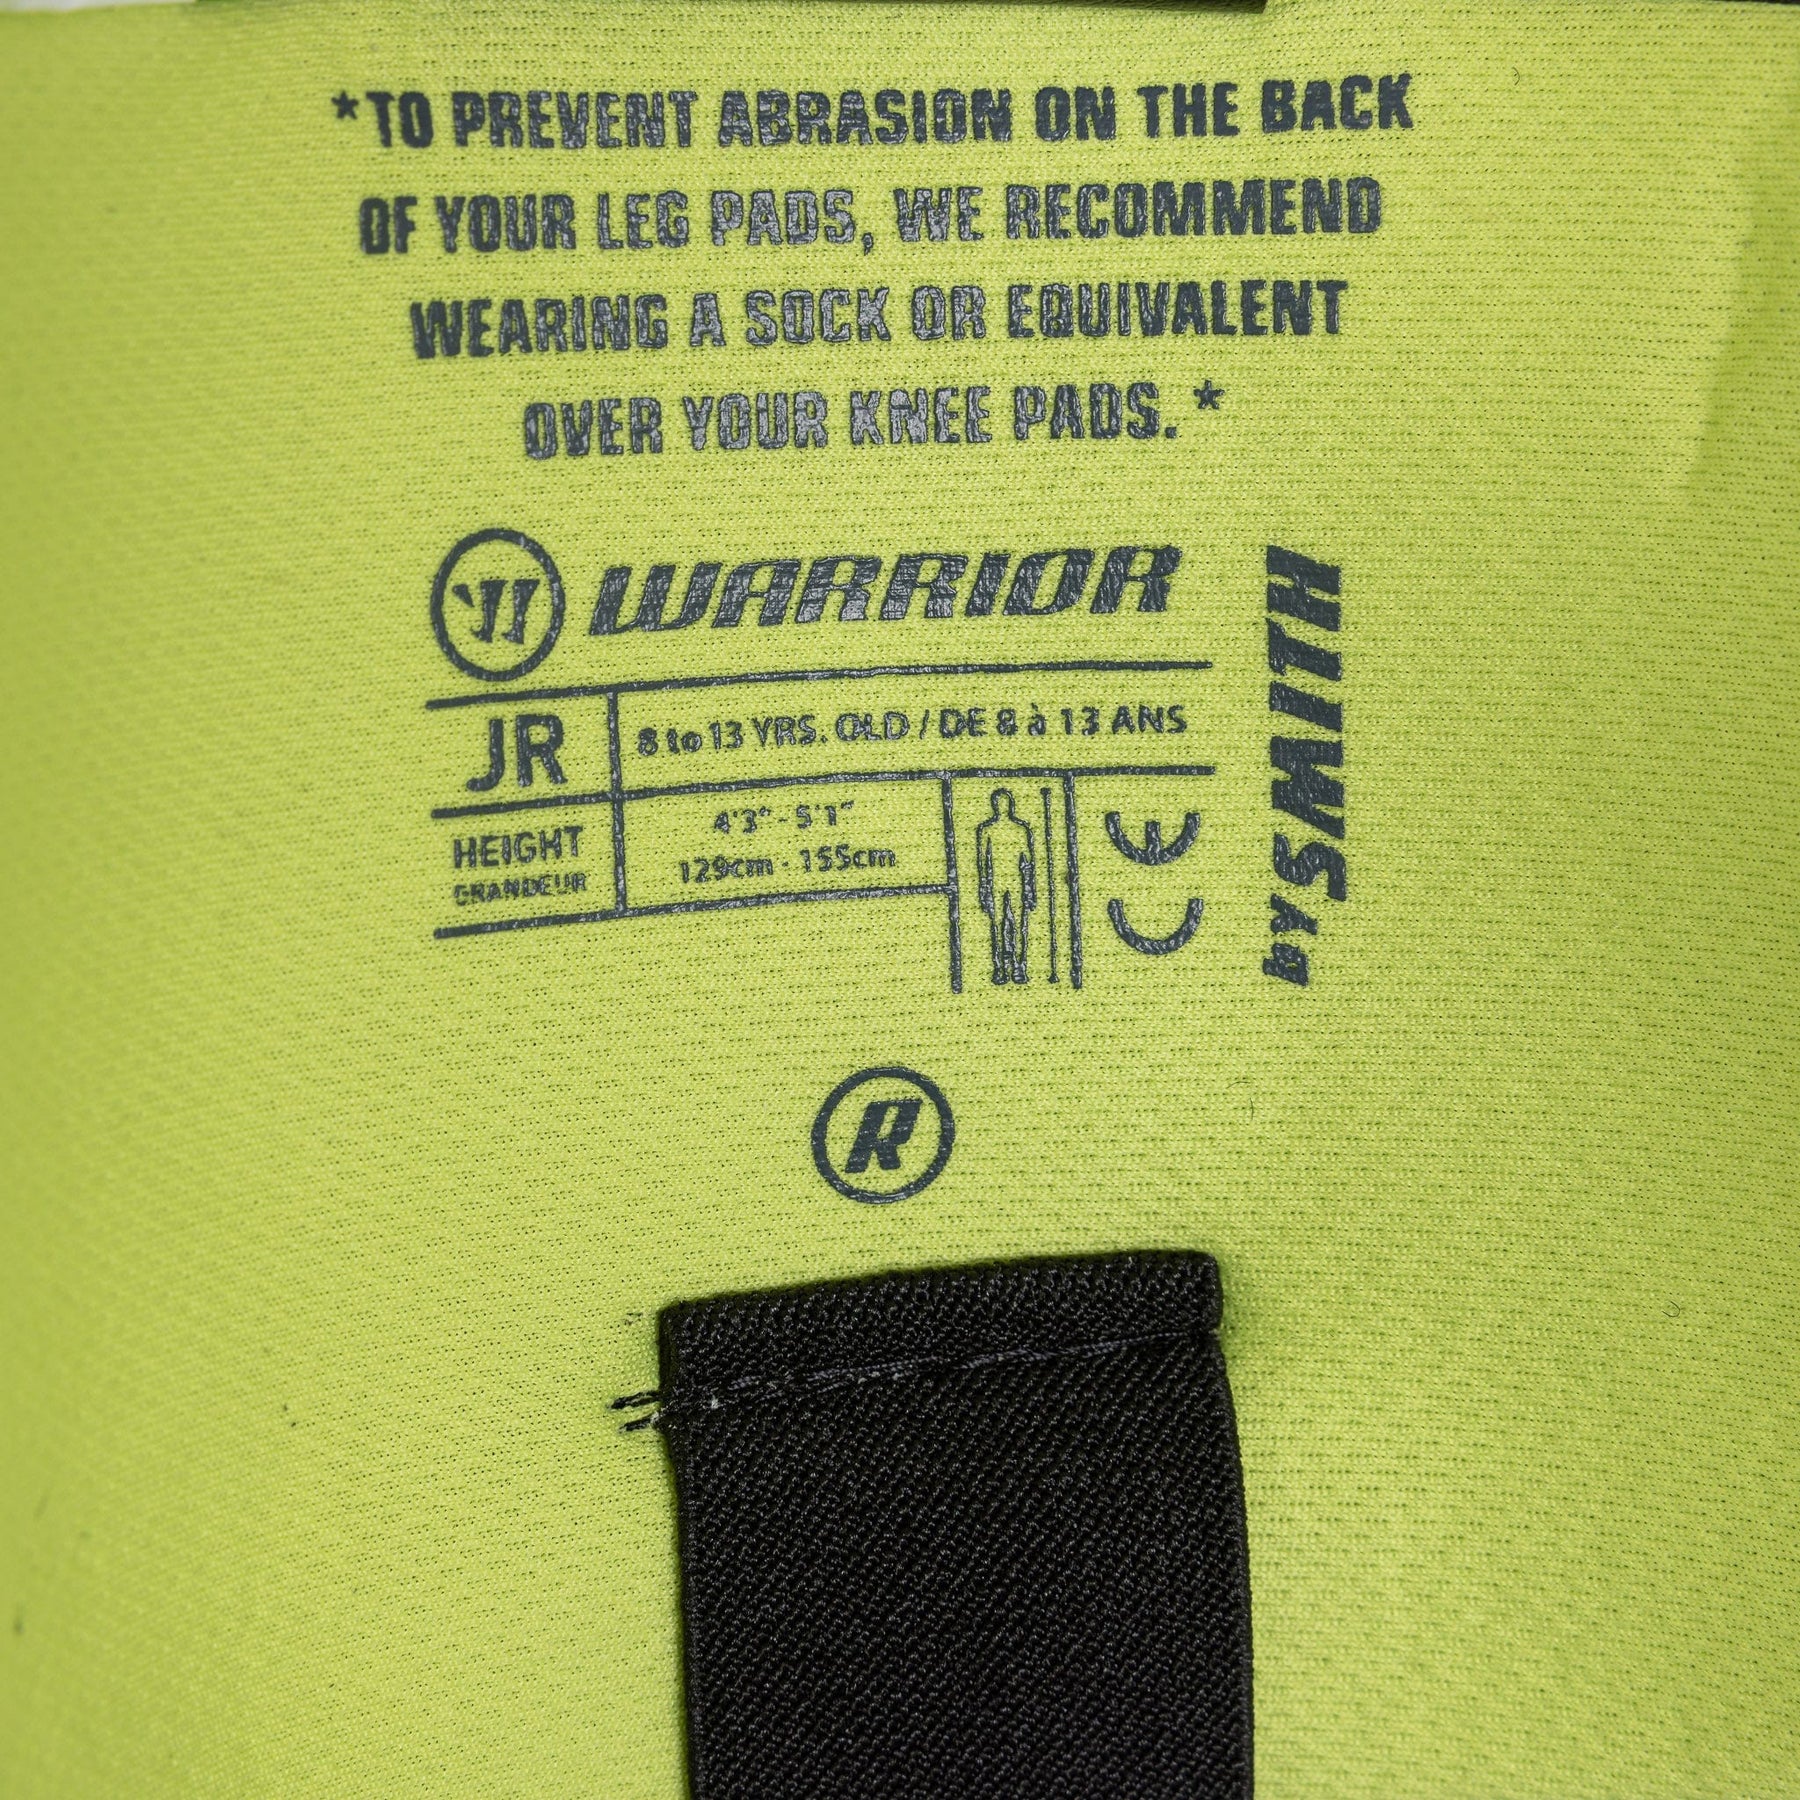 *TO PREVENT ABRASION ON THE BACK
OF YOUR LEG PADS, WE RECOMMEND
WEARING A SOCK OR EQUIVALENT
OVER YOUR KNEE PADS.*
WARRIOR
by SMITH
JR
8 to 13 YRS. OLD / DE 8 à 13 ANS
HEIGHT
GRANDEUR
4'3" - 5'1"
129cm - 155cm
CE
R